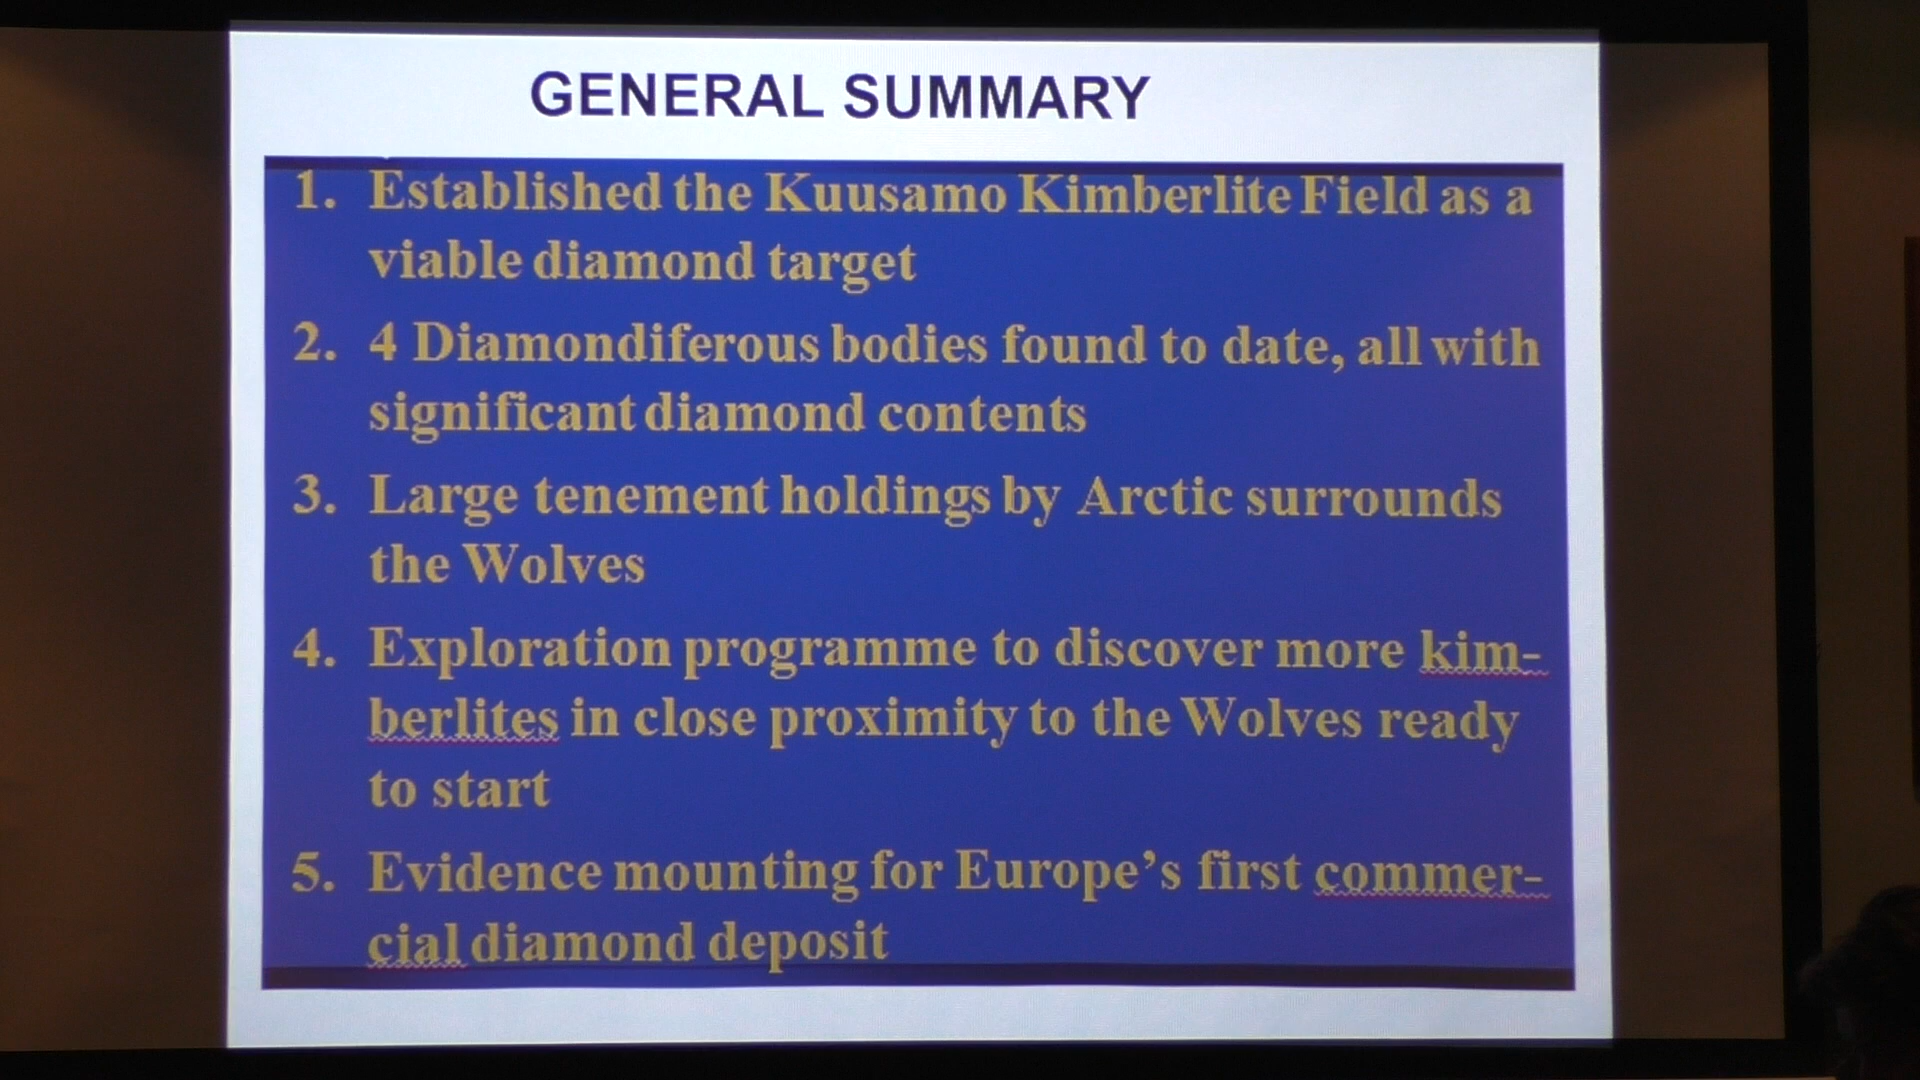 GENERAL SUMMARY
1. Established the Kuusamo Kimberlite Field as a
viable diamond target
2. 4 Diamondiferous bodies found to date, all with
significant diamond contents
3. Large tenement holdings by Arctic surrounds
the Wolves
4. Exploration programme to discover more kim-
berlites in close proximity to the Wolves ready
to start
5. Evidence mounting for Europe’s first commer-
cial diamond deposit